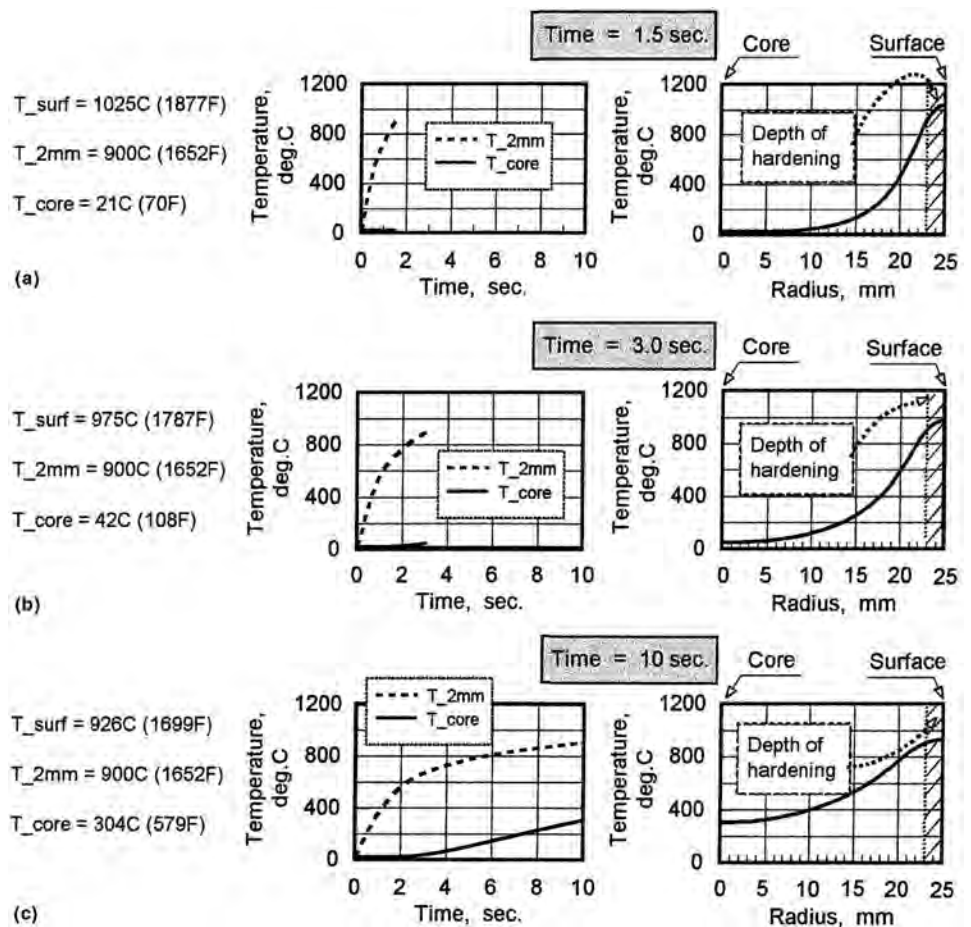 Time = 1.5 sec.
Core
Surface
T_surf = 1025C (1877F)
T_2mm = 900C (1652F)
T_core = 21C (70F)
(a)
Temperature,
deg.C
1200
800
400
0
T_2mm
T_core
0 2 4 6 8 10
Time, sec.
Temperature,
deg.C
1200
800
400
0
Depth of
hardening
0 5 10 15 20 25
Radius, mm
Time = 3.0 sec.
Core
Surface
T_surf = 975C (1787F)
T_2mm = 900C (1652F)
T_core = 42C (108F)
(b)
Temperature,
deg.C
1200
800
400
0
T_2mm
T_core
0 2 4 6 8 10
Time, sec.
Temperature,
deg.C
1200
800
400
0
Depth of
hardening
0 5 10 15 20 25
Radius, mm
Time = 10 sec.
Core
Surface
T_surf = 926C (1699F)
T_2mm = 900C (1652F)
T_core = 304C (579F)
(c)
Temperature,
deg.C
1200
800
400
0
T_2mm
T_core
0 2 4 6 8 10
Time, sec.
Temperature,
deg.C
1200
800
400
0
Depth of
hardening
0 5 10 15 20 25
Radius, mm